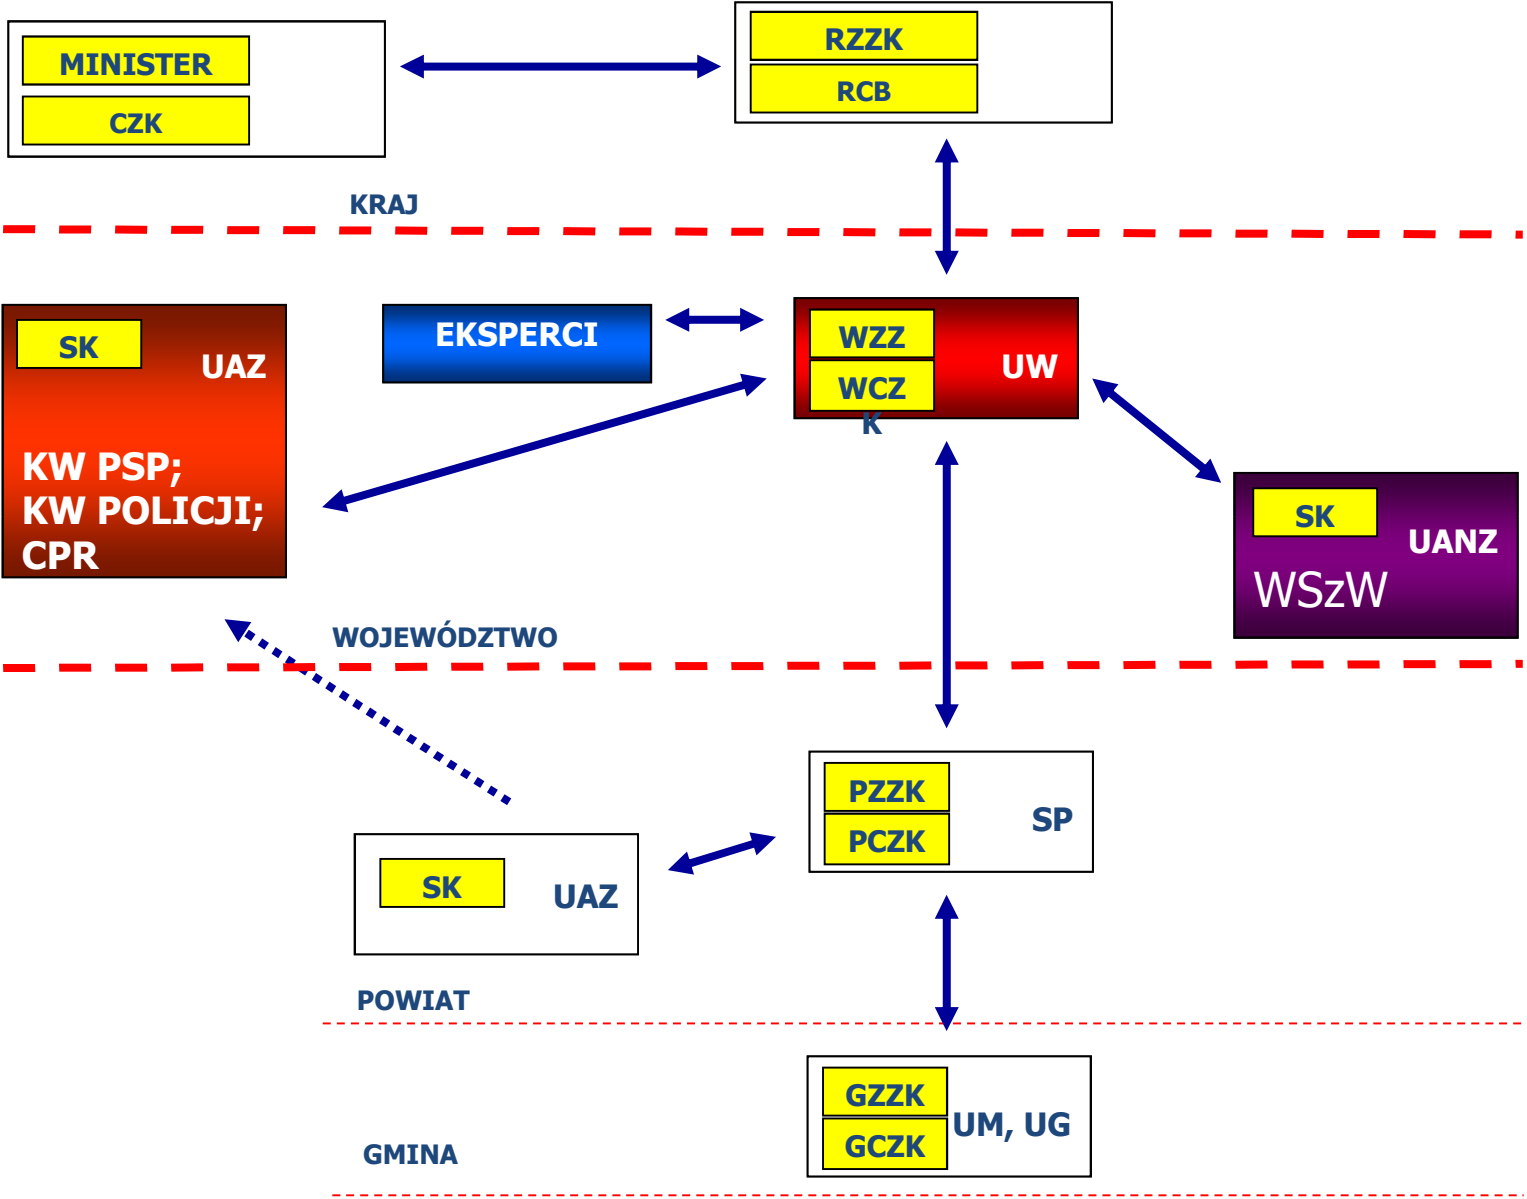 MINISTER
CZK
RZZK
RCB
KRAJ
SK
UAZ
KW PSP;
KW POLICJI;
CPR
EKSPERCI
WZZ
WCZ
K
UW
SK
UANZ
WSzW
WOJEWÓDZTWO
PZZK
PCZK
SP
SK
UAZ
POWIAT
GZZK
GCZK
UM, UG
GMINA